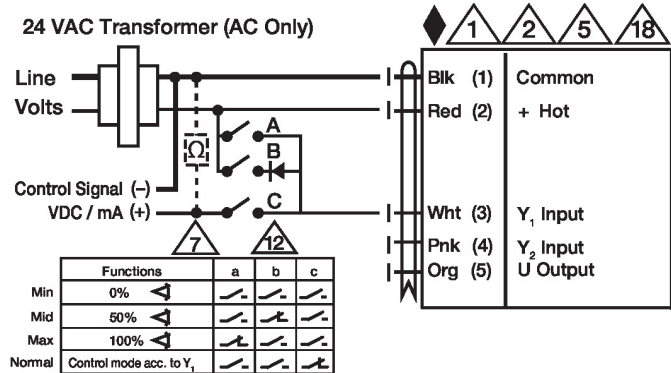 24 VAC Transformer (AC Only)
1 2 5 18
Line
Volts
Blk (1) Common
Red (2) + Hot
A
B
Ω
C
Control Signal (–)
VDC / mA (+)
Wht (3) Y1 Input
Pnk (4) Y2 Input
Org (5) U Output
7 12
Functions a b c
Min 0%
Mid 50%
Max 100%
Normal Control mode acc. to Y1